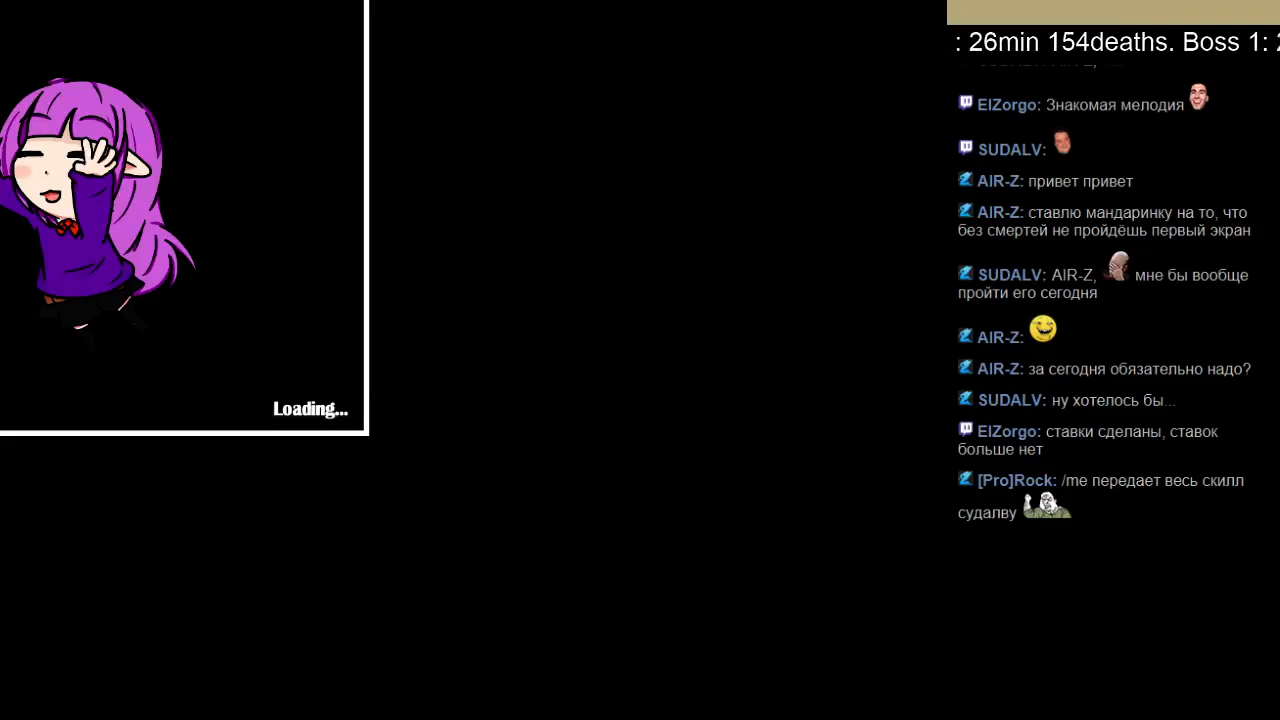 : 26min 154deaths. Boss 1:
ElZorgo: Знакомая мелодия
SUDALV:
AIR-Z: привет привет
AIR-Z: ставлю мандаринку на то, что
без смертей не пройдёшь первый экран
SUDALV: AIR-Z, мне бы вообще
пройти его сегодня
AIR-Z:
AIR-Z: за сегодня обязательно надо?
SUDALV: ну хотелось бы...
ElZorgo: ставки сделаны, ставок
больше нет
[Pro]Rock: /me передает весь скилл
судалву
Loading...